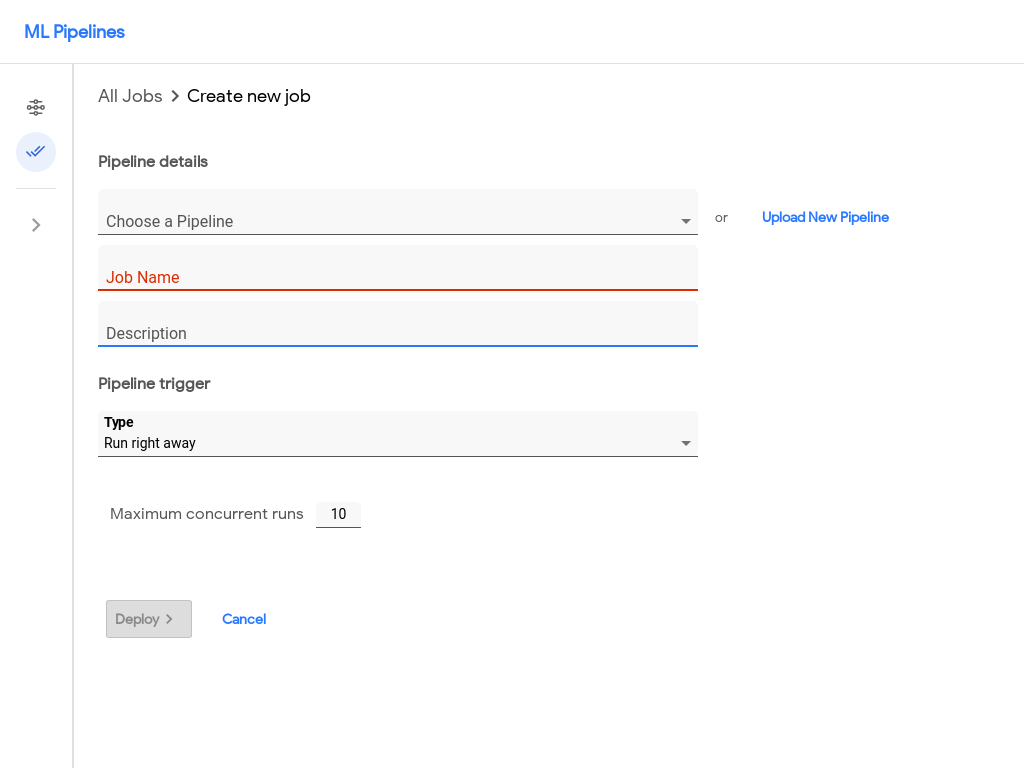 ML Pipelines
All Jobs > Create new job
Pipeline details
Choose a Pipeline or Upload New Pipeline
Job Name
Description
Pipeline trigger
Type
Run right away
Maximum concurrent runs 10
Deploy > Cancel